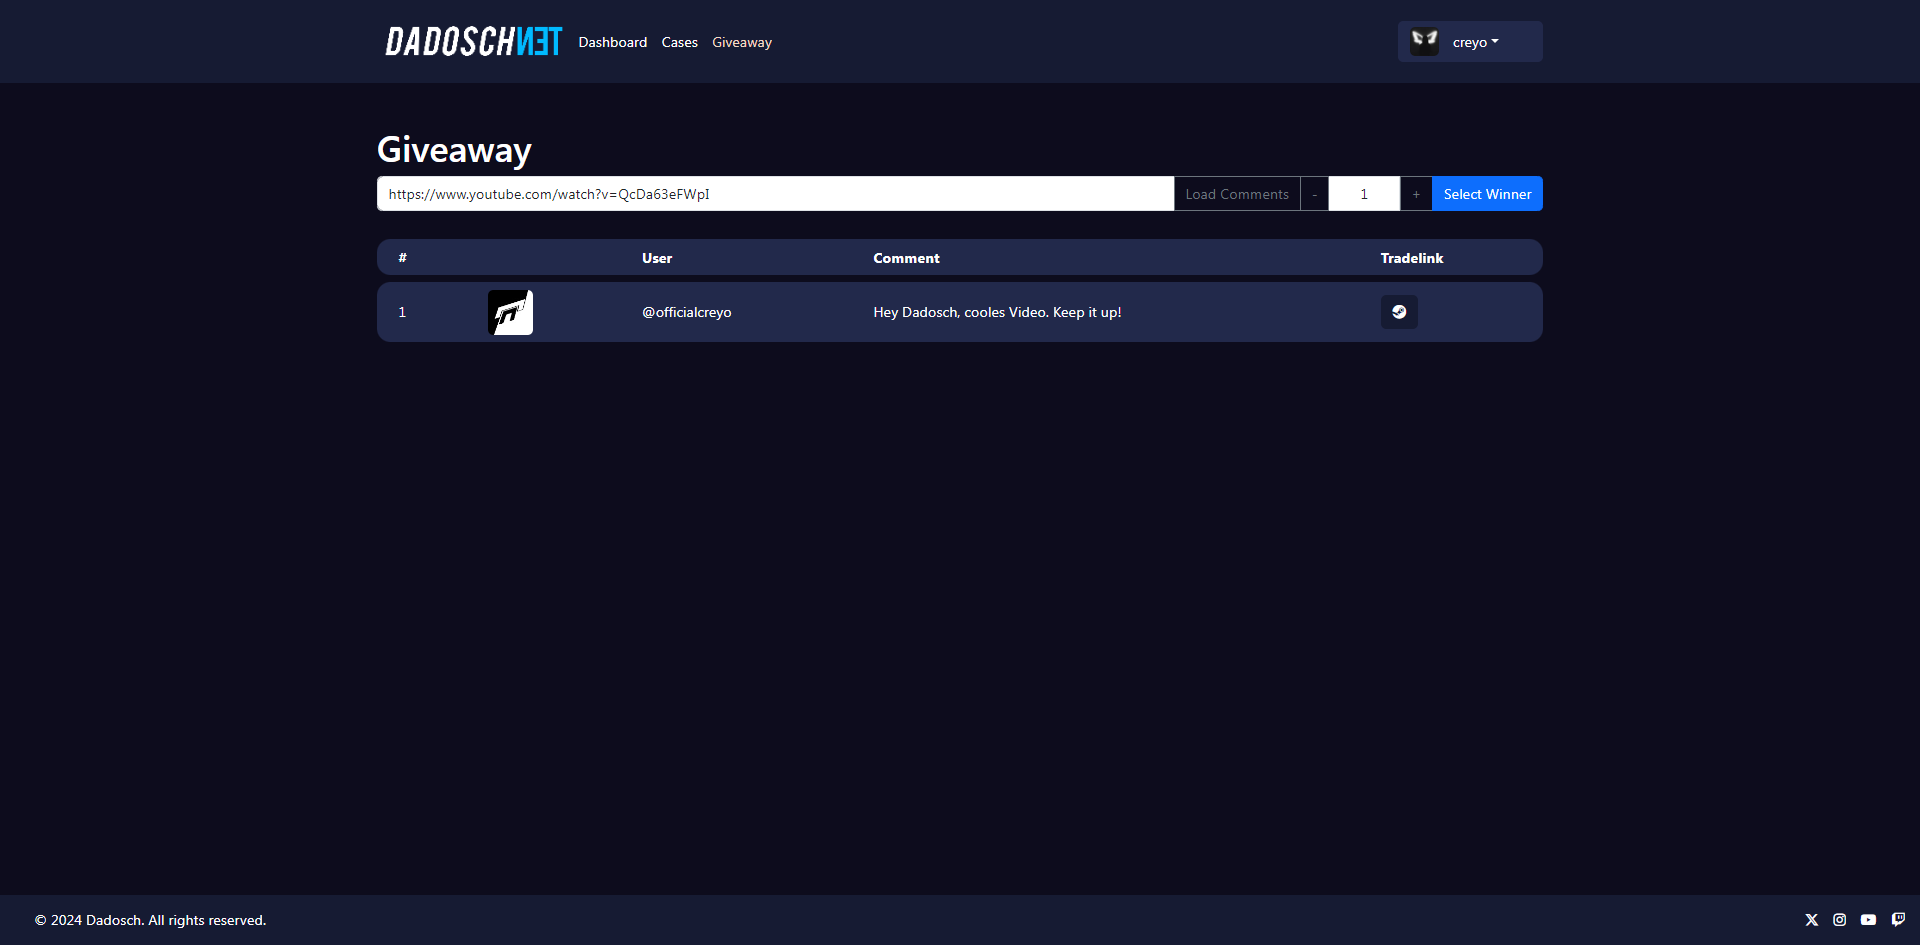 DADOSCHNET Dashboard Cases Giveaway creyo
Giveaway
https://www.youtube.com/watch?v=QcDa63eFWpI Load Comments - 1 + Select Winner
# User Comment Tradelink
1 @officialcreyo Hey Dadosch, cooles Video. Keep it up!
© 2024 Dadosch. All rights reserved.